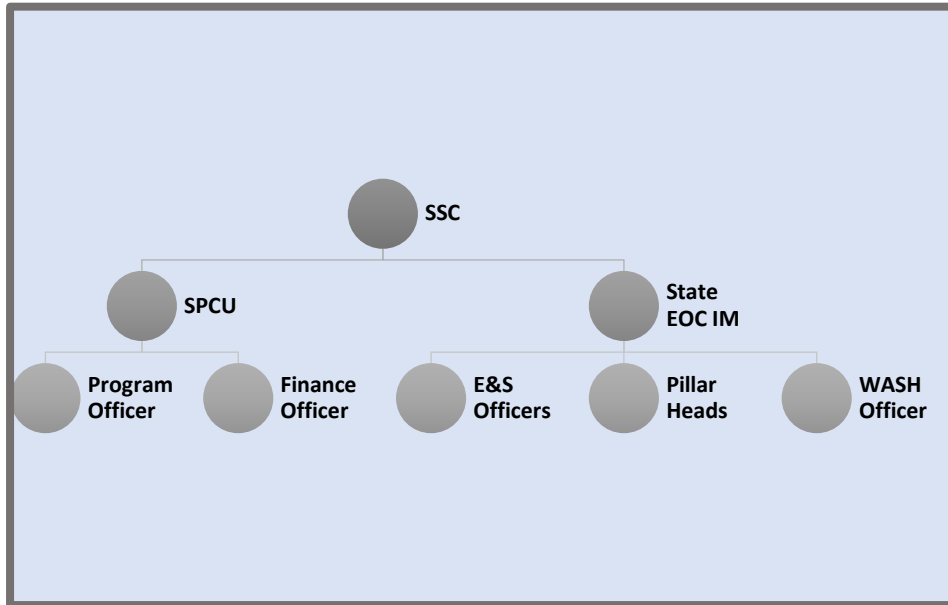 SSC
SPCU
State
EOC IM
Program
Officer
Finance
Officer
E&S
Officers
Pillar
Heads
WASH
Officer